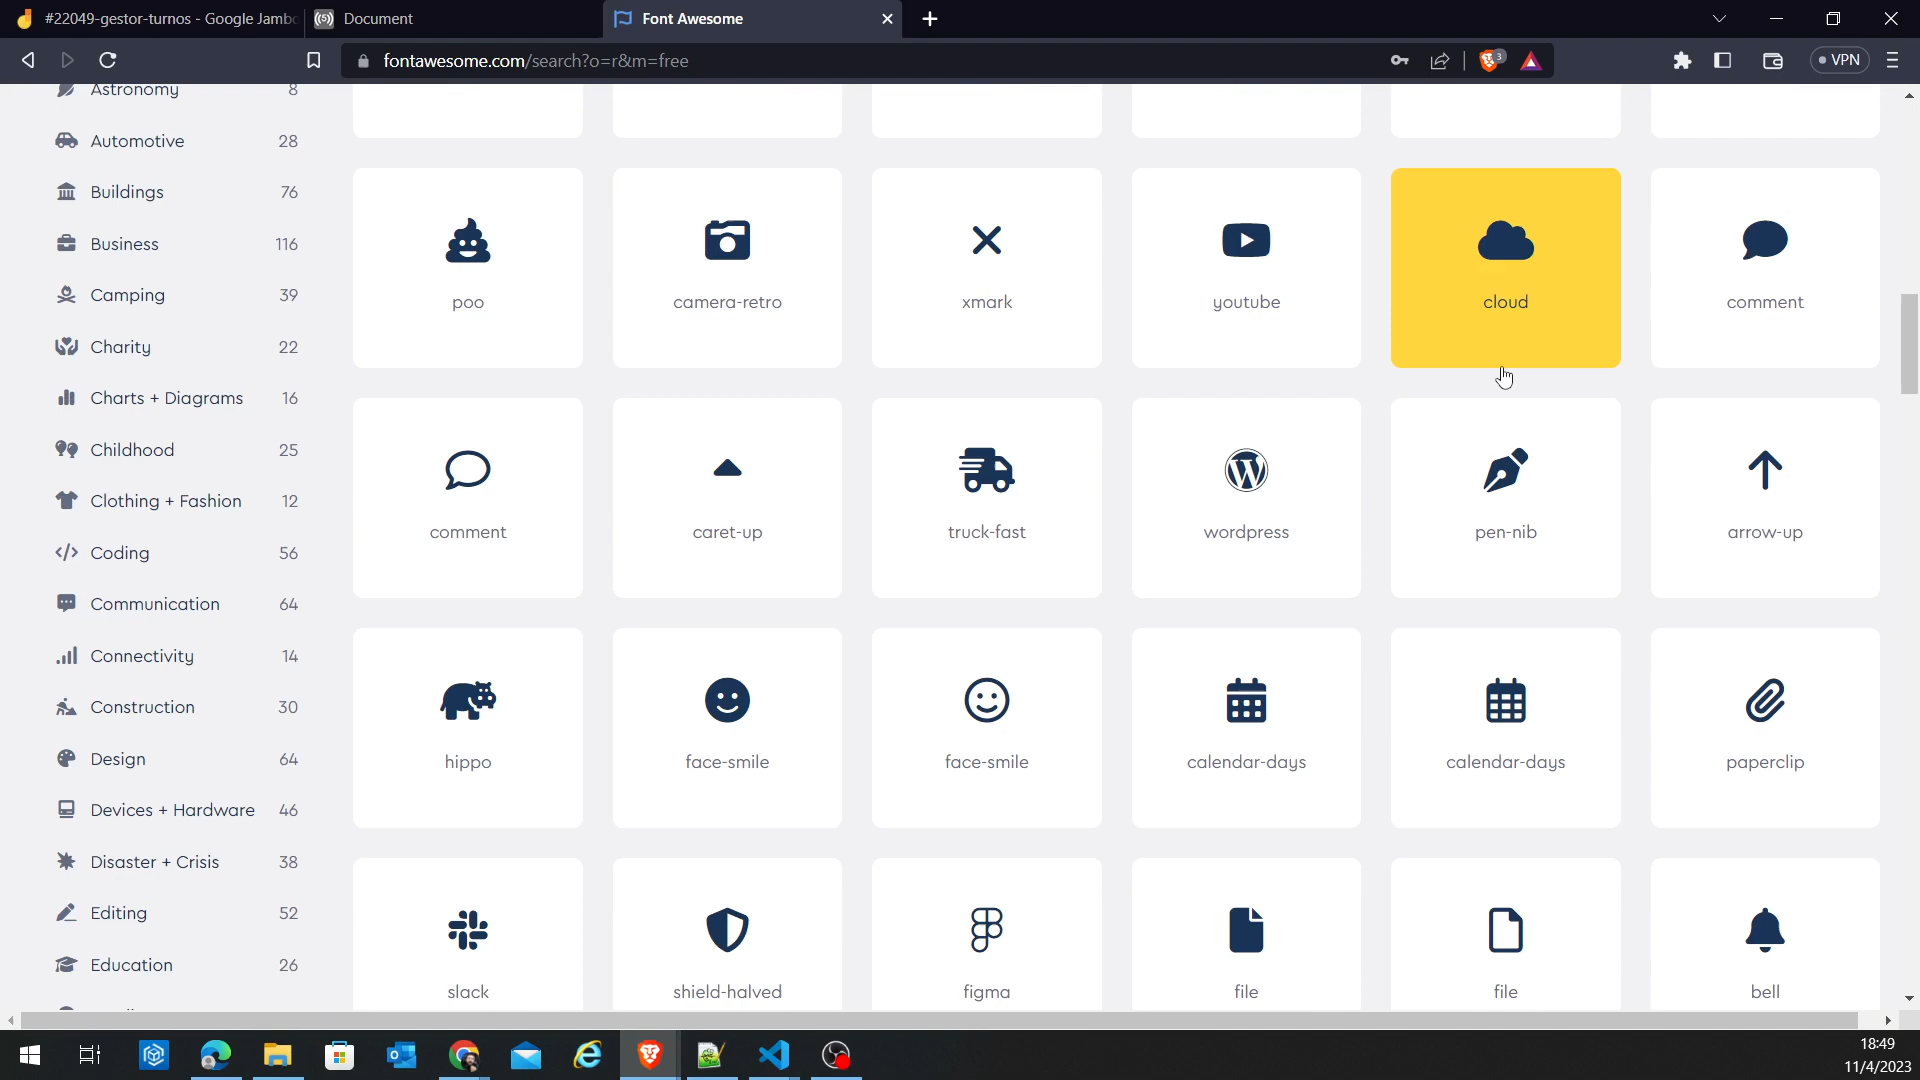 #22049-gestor-turnos - Google Jambo
Document
Font Awesome
fontawesome.com/search?o=r&m=free
3
VPN
Astronomy 8
Automotive 28
Buildings 76
Business 116
Camping 39
Charity 22
Charts + Diagrams 16
Childhood 25
Clothing + Fashion 12
Coding 56
Communication 64
Connectivity 14
Construction 30
Design 64
Devices + Hardware 46
Disaster + Crisis 38
Editing 52
Education 26
poo camera-retro xmark youtube cloud comment
comment caret-up truck-fast wordpress pen-nib arrow-up
hippo face-smile face-smile calendar-days calendar-days paperclip
slack shield-halved figma file file bell
18:49
11/4/2023